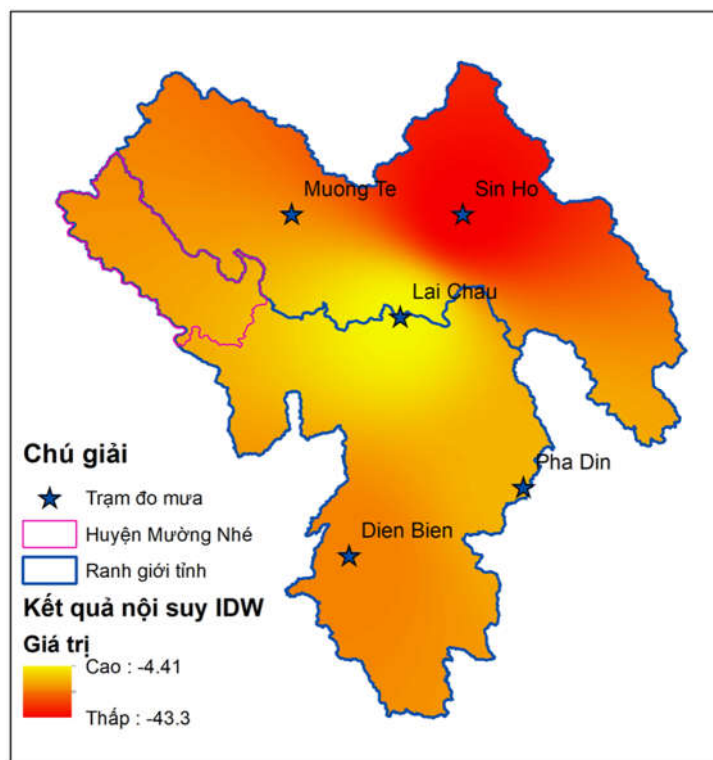 Muong Te
Sin Ho
Lai Chau
Pha Din
Dien Bien
Chú giải
Trạm đo mưa
Huyện Mường Nhé
Ranh giới tỉnh
Kết quả nội suy IDW
Giá trị
Cao : -4.41
Thấp : -43.3